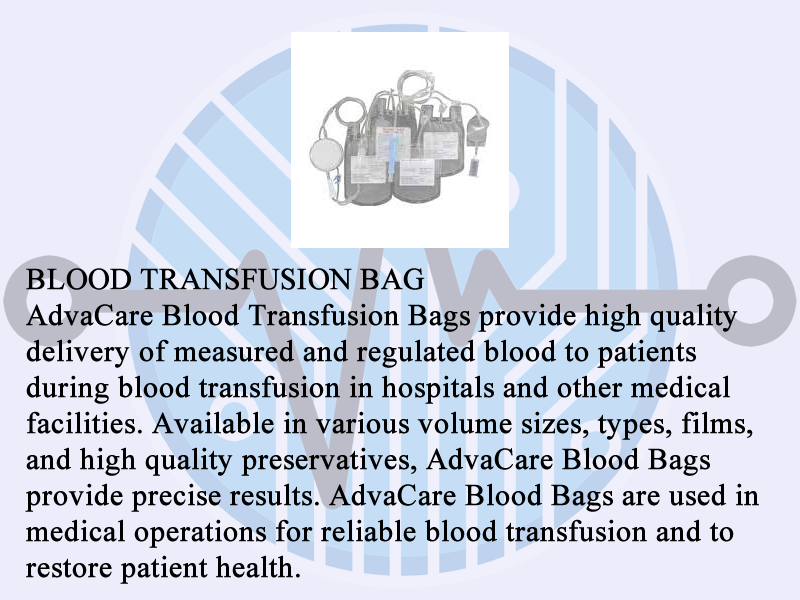 BLOOD TRANSFUSION BAG
AdvaCare Blood Transfusion Bags provide high quality
delivery of measured and regulated blood to patients
during blood transfusion in hospitals and other medical
facilities. Available in various volume sizes, types, films,
and high quality preservatives, AdvaCare Blood Bags
provide precise results. AdvaCare Blood Bags are used in
medical operations for reliable blood transfusion and to
restore patient health.